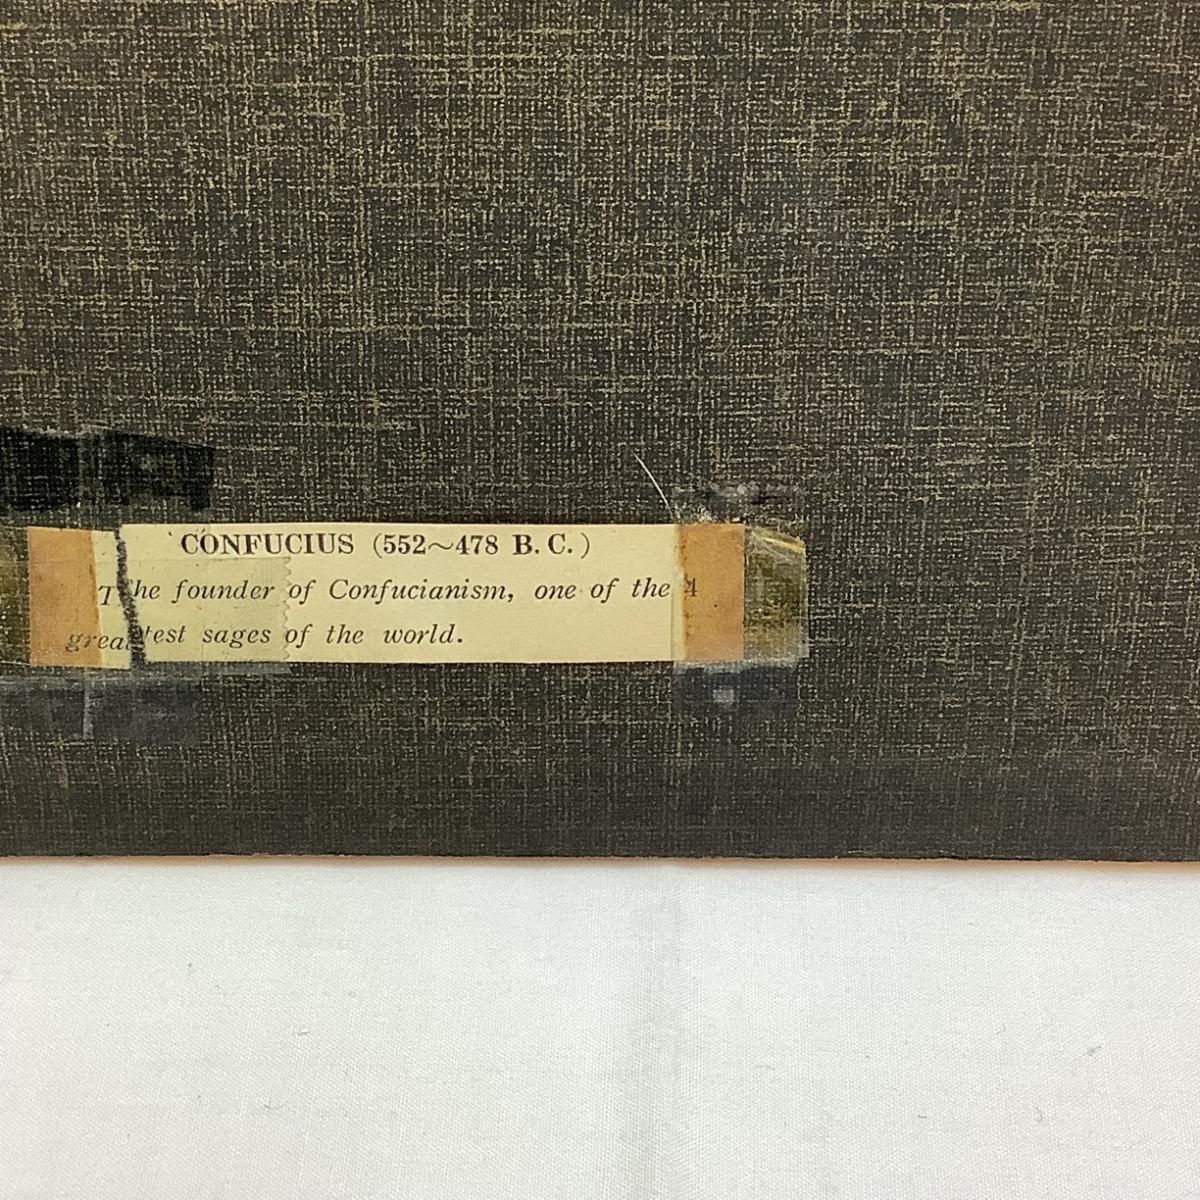 CONFUCIUS (552～478 B. C.)
The founder of Confucianism, one of the 4
greatest sages of the world.